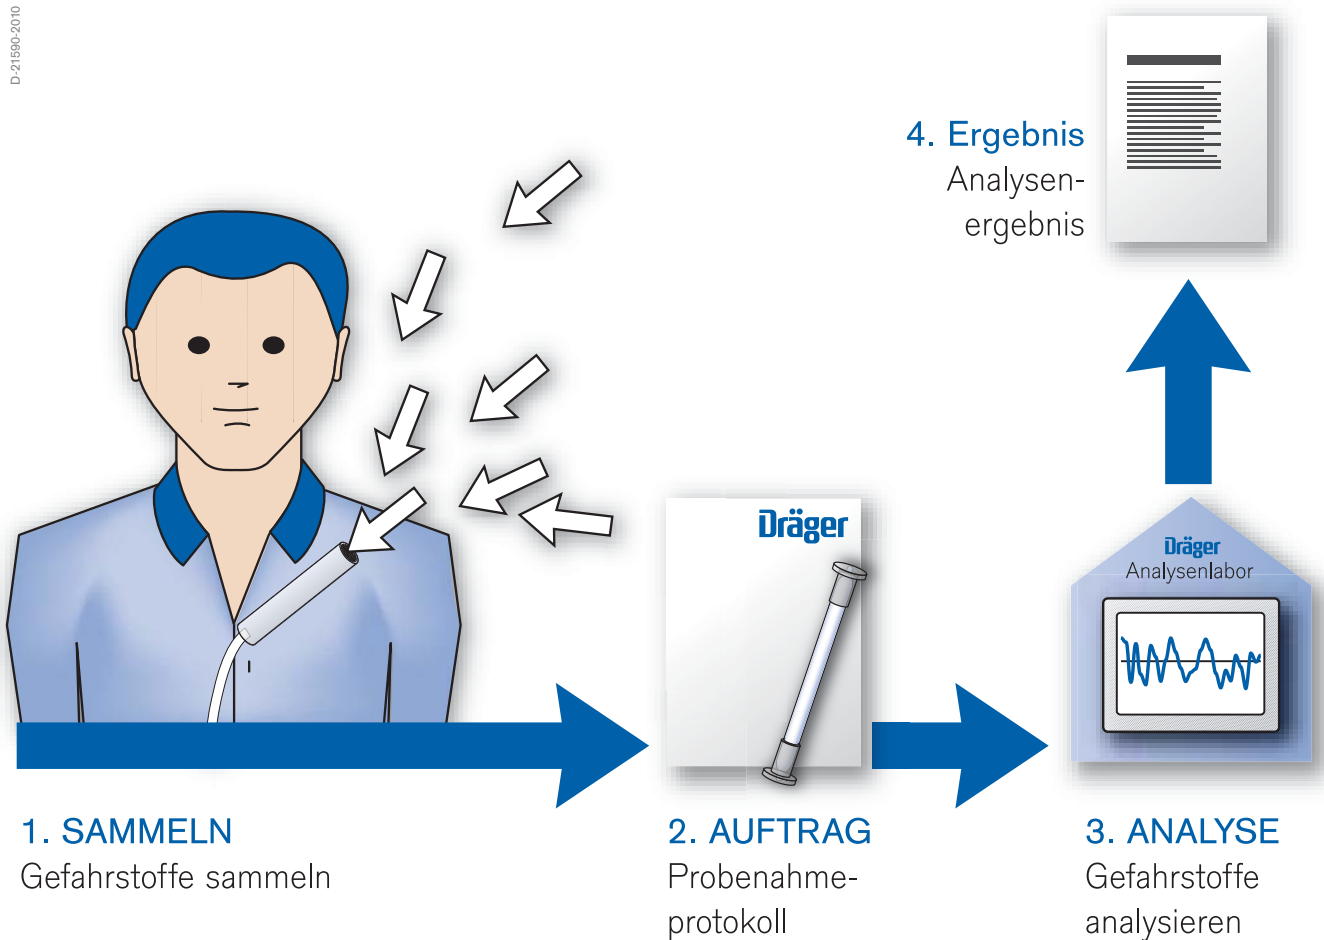 D-21590-2010
4. Ergebnis
Analysen-
ergebnis
Dräger
Dräger
Analysenlabor
1. SAMMELN
Gefahrstoffe sammeln
2. AUFTRAG
Probenahme-
protokoll
3. ANALYSE
Gefahrstoffe
analysieren